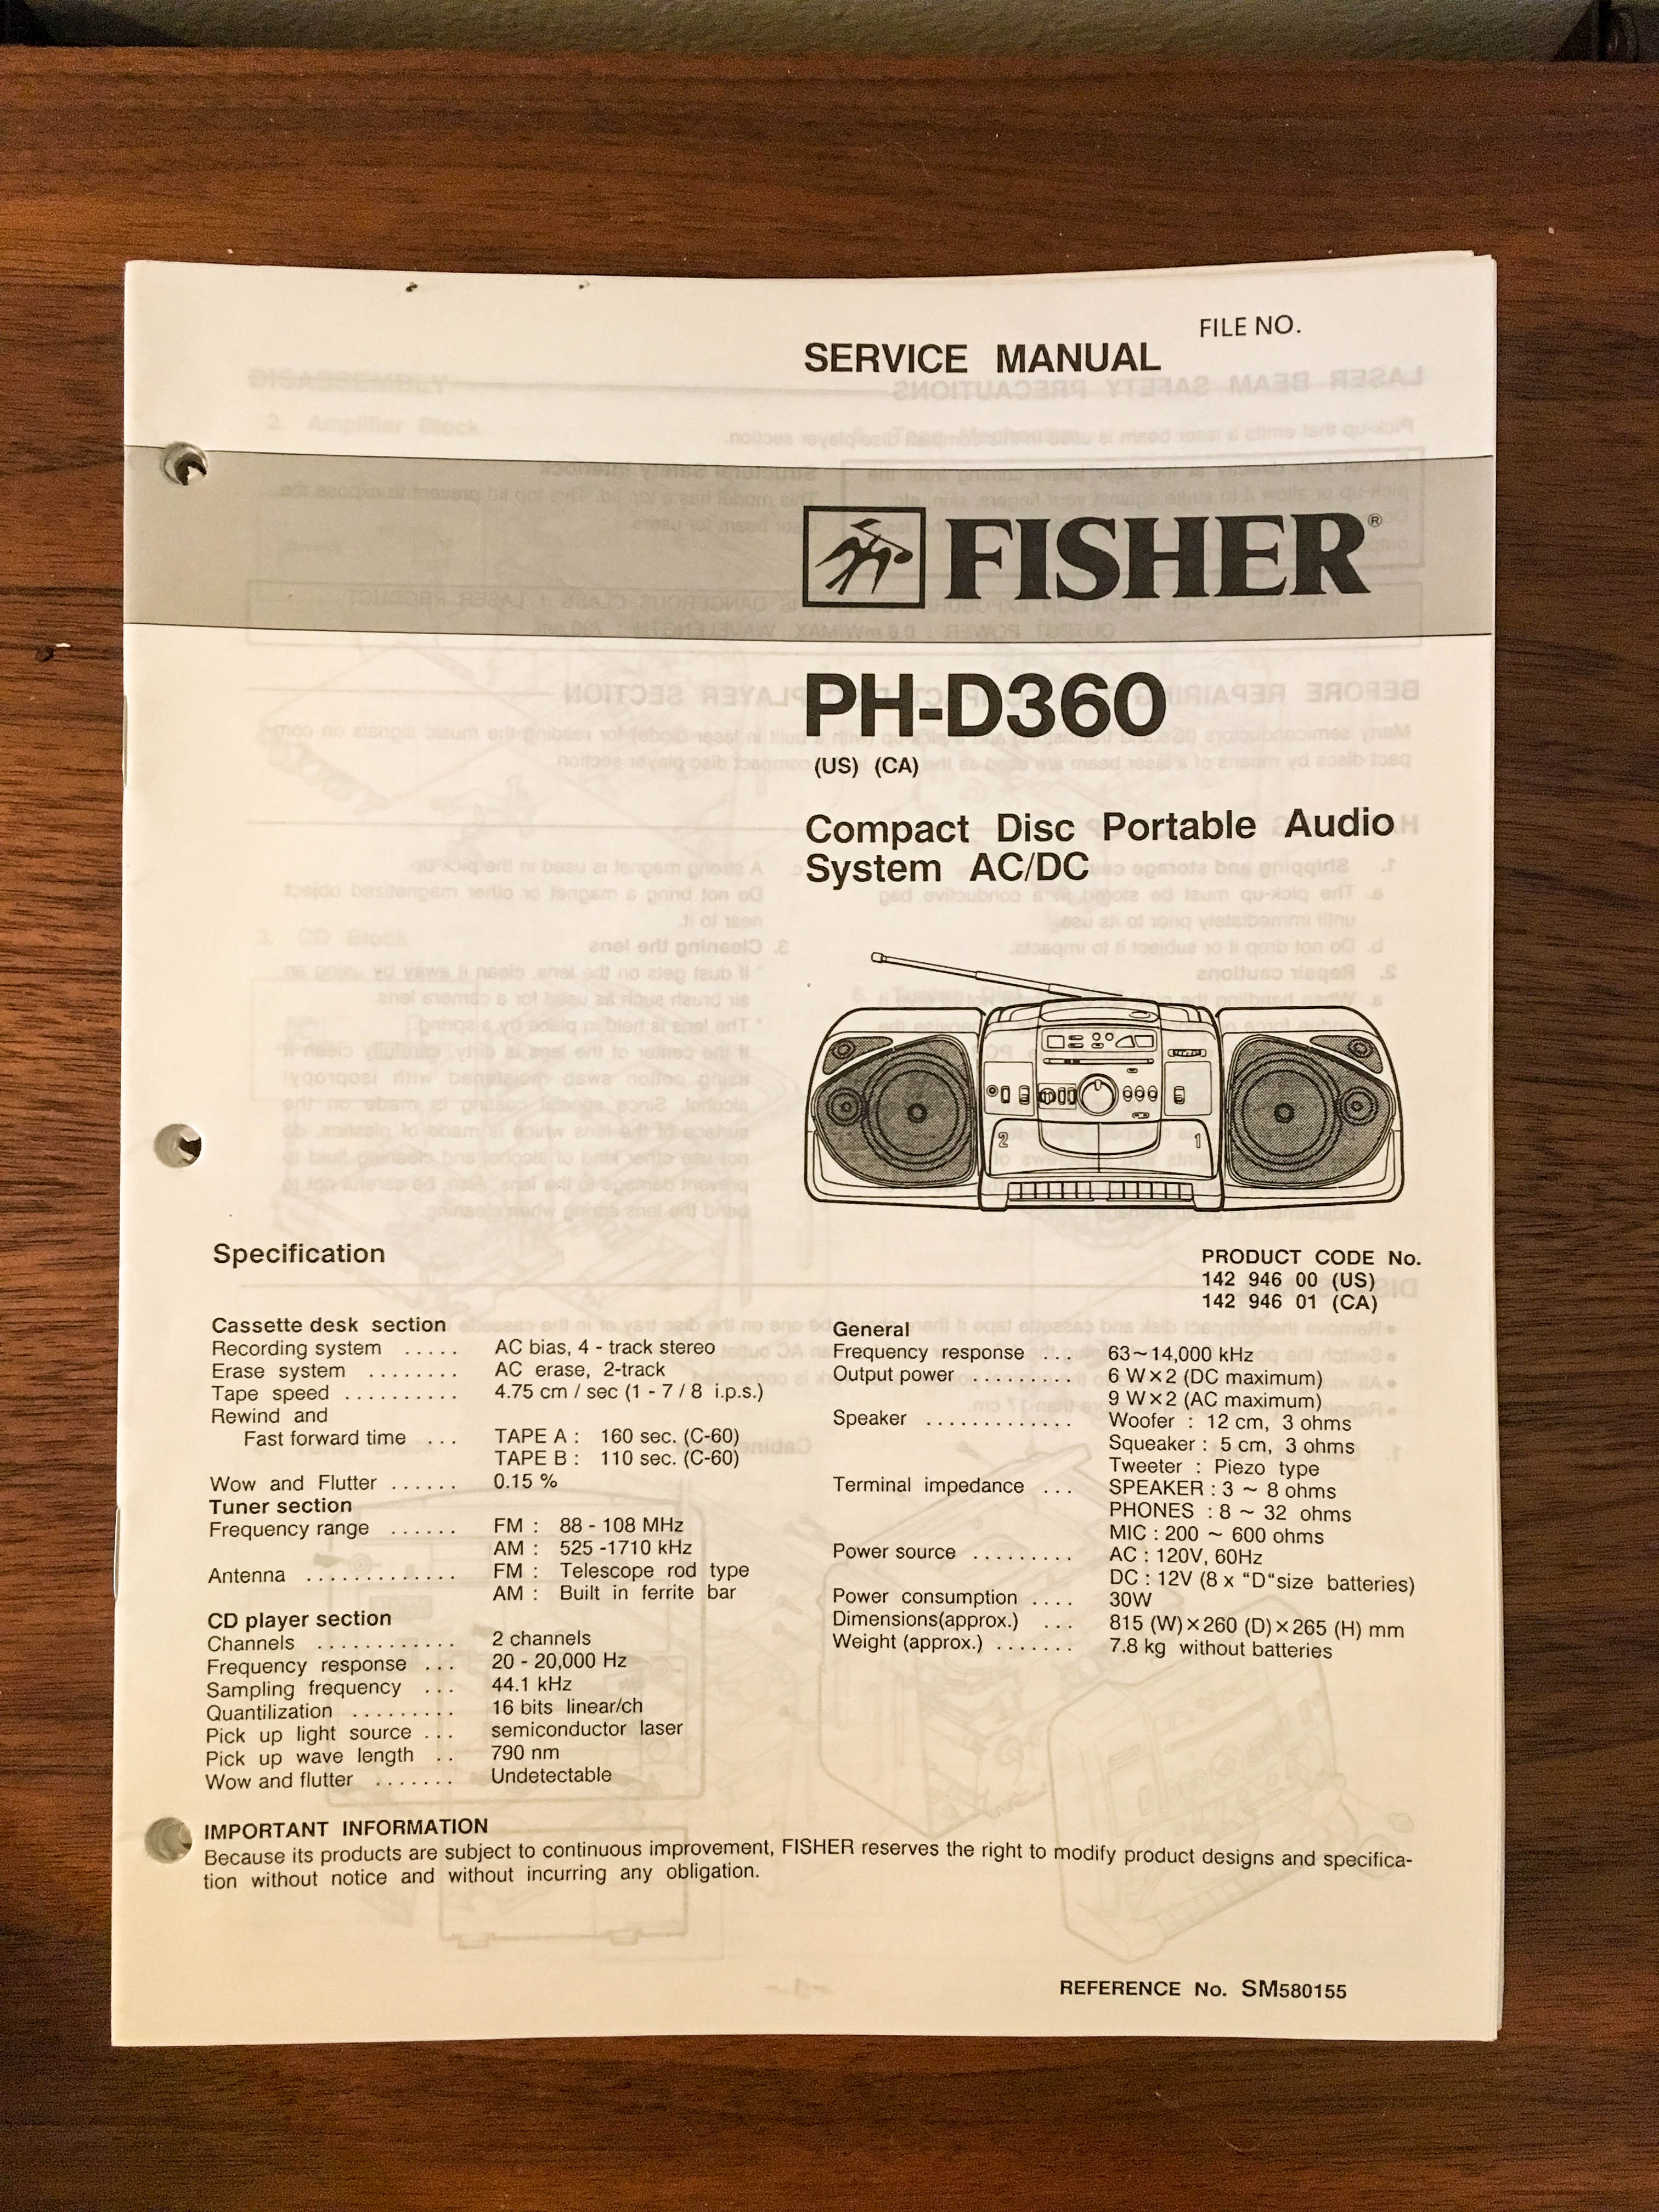 FILE NO.
SERVICE MANUAL
FISHER®
PH-D360
(US) (CA)
Compact Disc Portable Audio
System AC/DC
2 1
Specification
PRODUCT CODE No.
142 946 00 (US)
142 946 01 (CA)
Cassette desk section
Recording system ..... AC bias, 4 - track stereo
Erase system ........ AC erase, 2-track
Tape speed .......... 4.75 cm / sec (1 - 7 / 8 i.p.s.)
Rewind and
Fast forward time ... TAPE A : 160 sec. (C-60)
TAPE B : 110 sec. (C-60)
Wow and Flutter ...... 0.15 %
Tuner section
Frequency range ...... FM : 88 - 108 MHz
AM : 525 -1710 kHz
Antenna ............. FM : Telescope rod type
AM : Built in ferrite bar
CD player section
Channels ............ 2 channels
Frequency response ... 20 - 20,000 Hz
Sampling frequency ... 44.1 kHz
Quantilization ......... 16 bits linear/ch
Pick up light source ... semiconductor laser
Pick up wave length .. 790 nm
Wow and flutter ....... Undetectable
General
Frequency response ... 63~14,000 kHz
Output power ......... 6 W×2 (DC maximum)
9 W×2 (AC maximum)
Speaker ............. Woofer : 12 cm, 3 ohms
Squeaker : 5 cm, 3 ohms
Tweeter : Piezo type
Terminal impedance ... SPEAKER : 3 ~ 8 ohms
PHONES : 8 ~ 32 ohms
MIC : 200 ~ 600 ohms
Power source ......... AC : 120V, 60Hz
DC : 12V (8 x "D"size batteries)
Power consumption .... 30W
Dimensions(approx.) ... 815 (W)×260 (D)×265 (H) mm
Weight (approx.) ....... 7.8 kg without batteries
IMPORTANT INFORMATION
Because its products are subject to continuous improvement, FISHER reserves the right to modify product designs and specifica-
tion without notice and without incurring any obligation.
REFERENCE No. SM580155